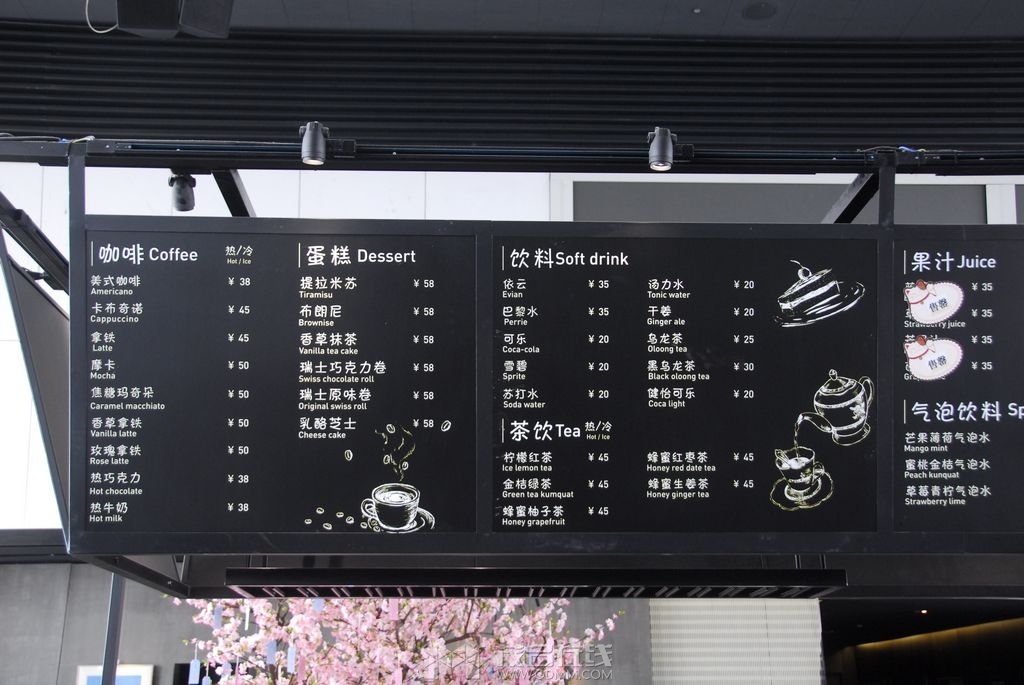 咖啡 Coffee 热/冷
Hot / Ice
美式咖啡 ¥ 38
Americano
卡布奇诺 ¥ 45
Cappuccino
拿铁 ¥ 45
Latte
摩卡 ¥ 50
Mocha
焦糖玛奇朵 ¥ 50
Caramel macchiato
香草拿铁 ¥ 50
Vanilla latte
玫瑰拿铁 ¥ 50
Rose latte
热巧克力 ¥ 38
Hot chocolate
热牛奶 ¥ 38
Hot milk
蛋糕 Dessert
提拉米苏 ¥ 58
Tiramisu
布朗尼 ¥ 58
Brownise
香草抹茶 ¥ 58
Vanilla tea cake
瑞士巧克力卷 ¥ 58
Swiss chocolate roll
瑞士原味卷 ¥ 58
Original swiss roll
乳酪芝士 ¥ 58
Cheese cake
饮料 Soft drink
依云 ¥ 35
Evian
巴黎水 ¥ 35
Perrie
可乐 ¥ 20
Coca-cola
雪碧 ¥ 20
Sprite
苏打水 ¥ 20
Soda water
汤力水 ¥ 20
Tonic water
干姜 ¥ 20
Ginger ale
乌龙茶 ¥ 25
Oloong tea
黑乌龙茶 ¥ 30
Black oloong tea
健怡可乐 ¥ 20
Coca light
茶饮 Tea 热/冷
Hot / Ice
柠檬红茶 ¥ 45
Ice lemon tea
金桔绿茶 ¥ 45
Green tea kumquat
蜂蜜柚子茶 ¥ 45
Honey grapefruit
蜂蜜红枣茶 ¥ 45
Honey red date tea
蜂蜜生姜茶 ¥ 45
Honey ginger tea
果汁 Juice
¥ 35
售罄 ¥ 35
Strawberry juice
¥ 35
售罄 ¥ 35
气泡饮料 Sp
芒果薄荷气泡水
Mango mint
蜜桃金桔气泡水
Peach kunquat
草莓青柠气泡水
Strawberry lime